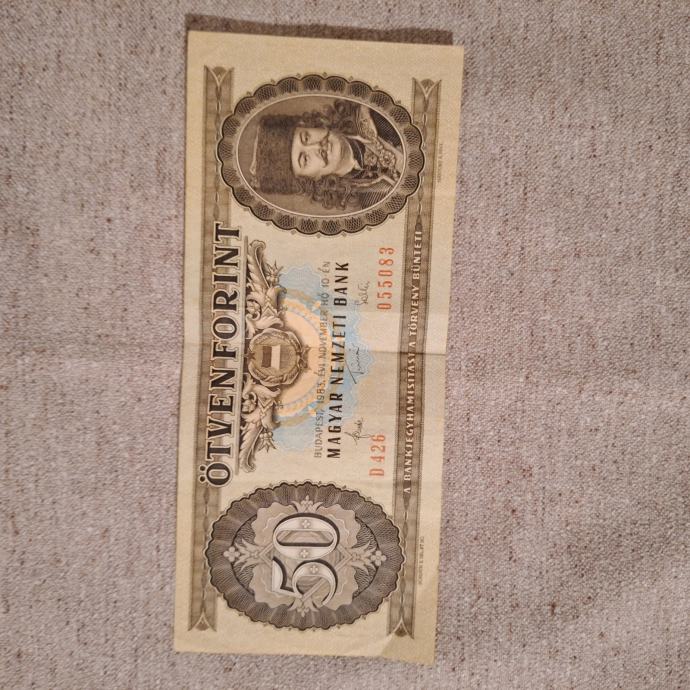 ÖTVEN FORINT
50
BUDAPEST, 1983. ÉVI NOVEMBER HÓ 10-ÉN
MAGYAR NEMZETI BANK
D 426
055083
A BANKJEGYHAMISÍTÁST A TÖRVÉNY BÜNTETI